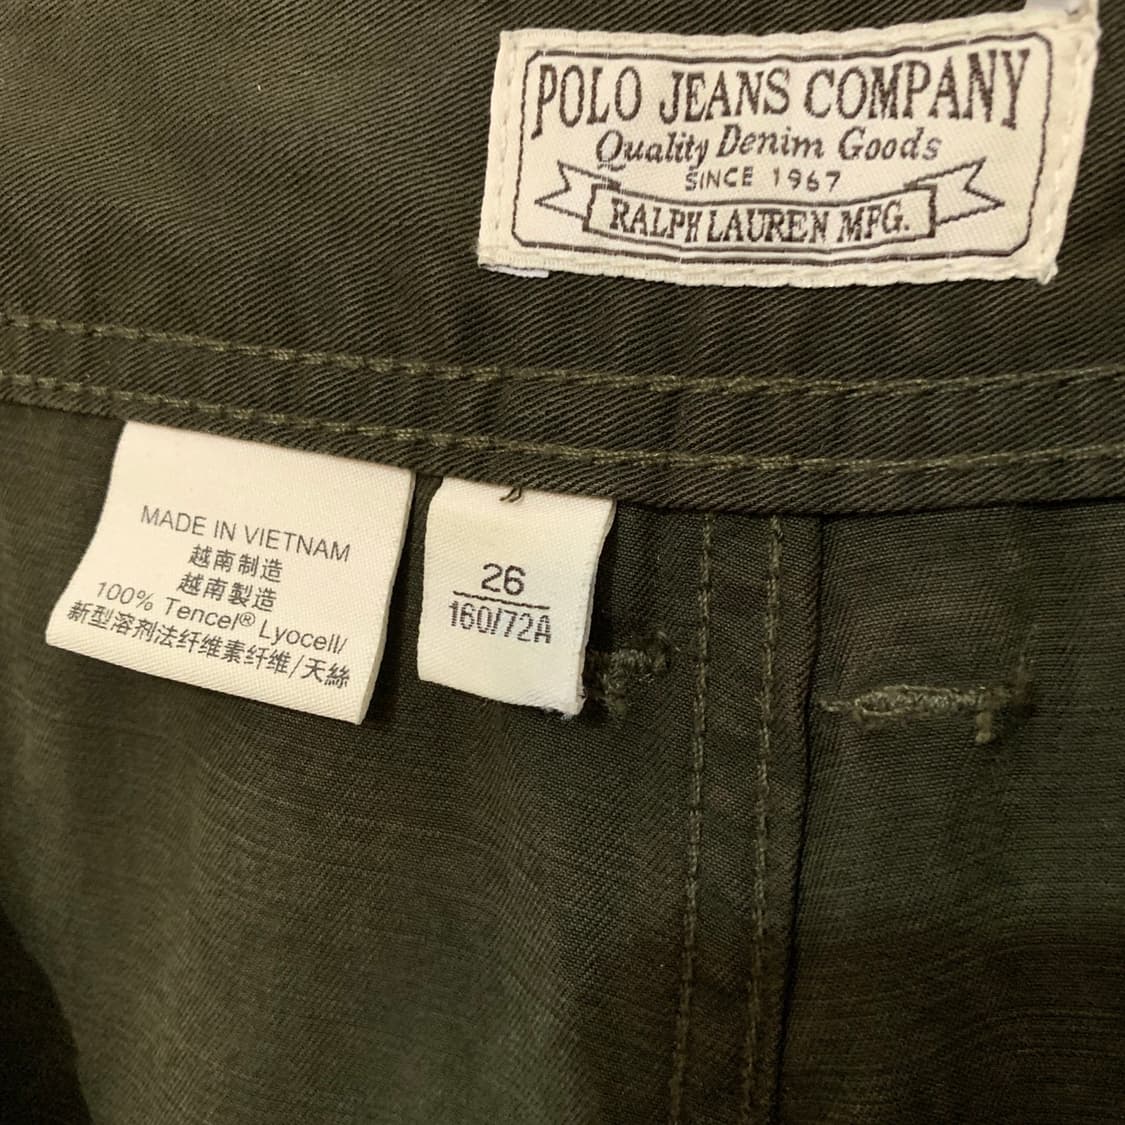 POLO JEANS COMPANY
Quality Denim Goods
SINCE 1967
RALPH LAUREN MFG.
MADE IN VIETNAM
越南制造
越南製造
100% Tencel® Lyocell/
新型溶剂法纤维素纤维/天絲
26
160/72A